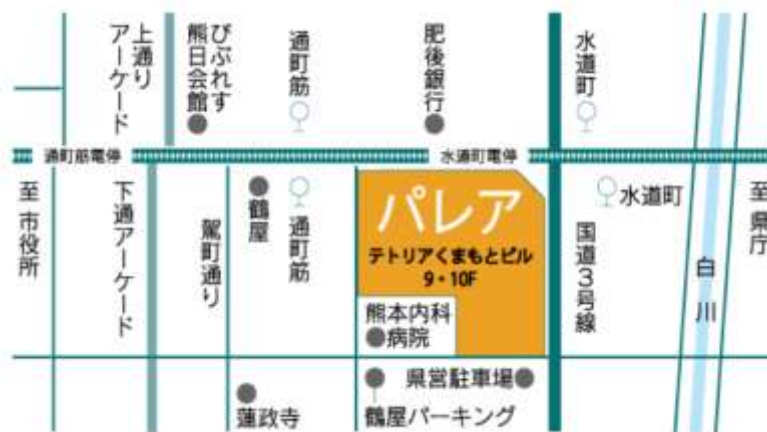 上通り
アーケード
びぷれす
熊日会館
通町筋
肥後銀行
水道町
通町筋電停
水道町電停
至 市役所
下通アーケード
駕町通り
鶴屋
通町筋
パレア
テトリアくまもとビル
9・10F
熊本内科
病院
国道3号線
水道町
白川
至 県庁
蓮政寺
県営駐車場
鶴屋パーキング